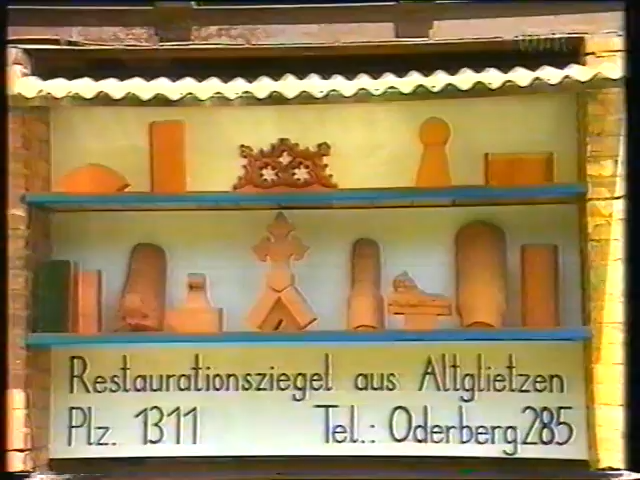 Restaurationsziegel aus Altglietzen
Plz. 1311 Tel.: Oderberg 285